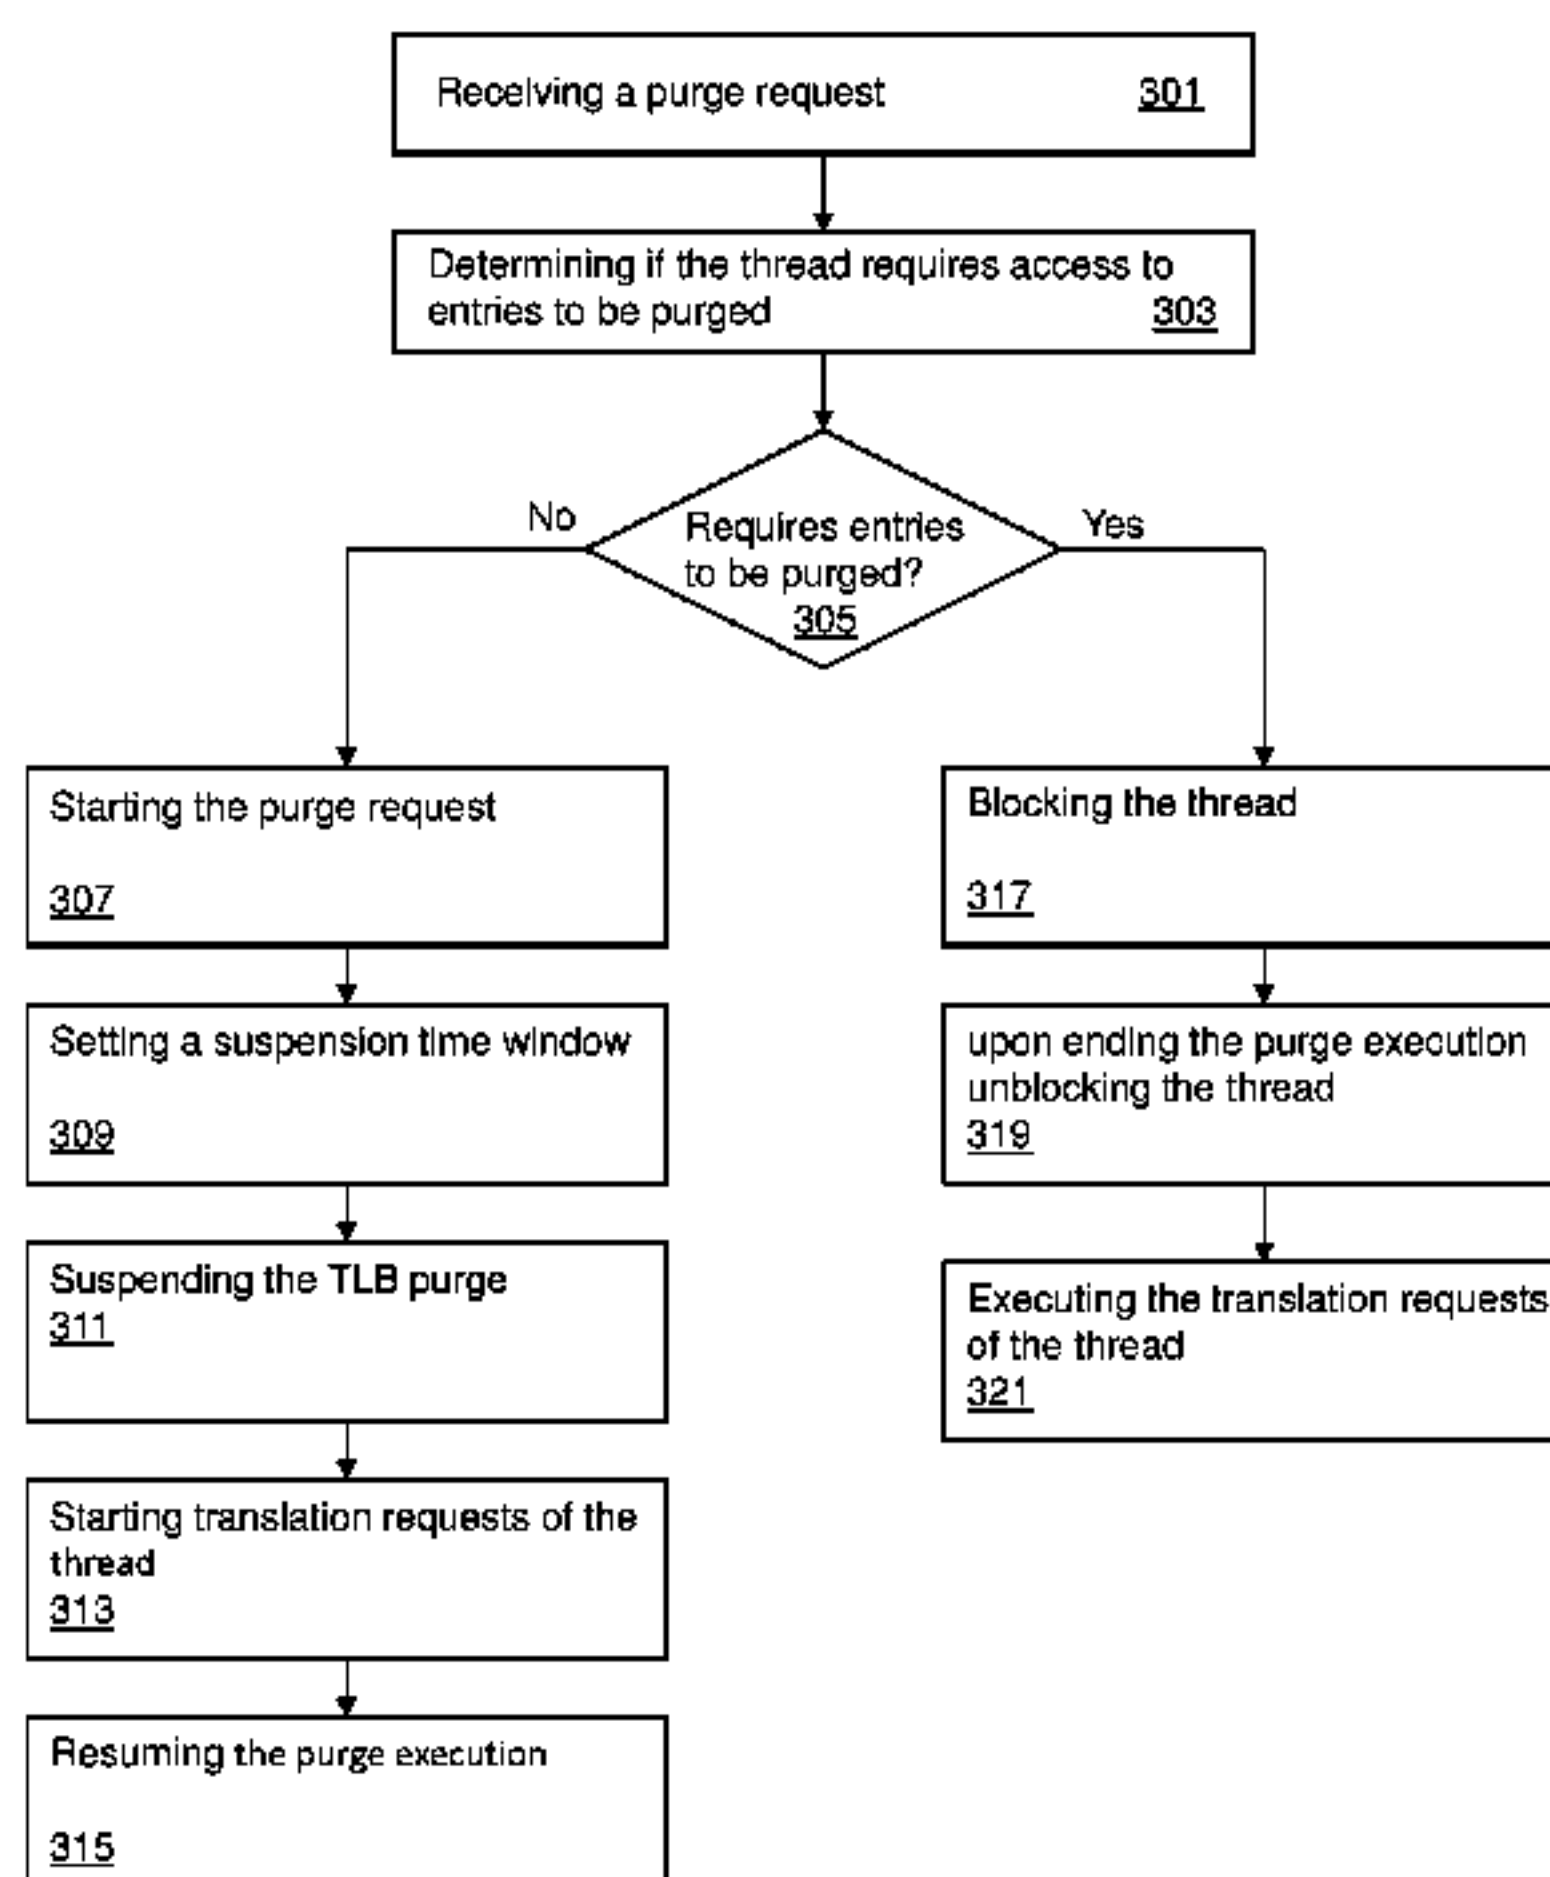 Receiving a purge request 301
Determining if the thread requires access to
entries to be purged 303
No
Yes
Requires entries
to be purged?
305
Starting the purge request
307
Blocking the thread
317
Setting a suspension time window
309
upon ending the purge execution
unblocking the thread
319
Suspending the TLB purge
311
Executing the translation requests
of the thread
321
Starting translation requests of the
thread
313
Resuming the purge execution
315